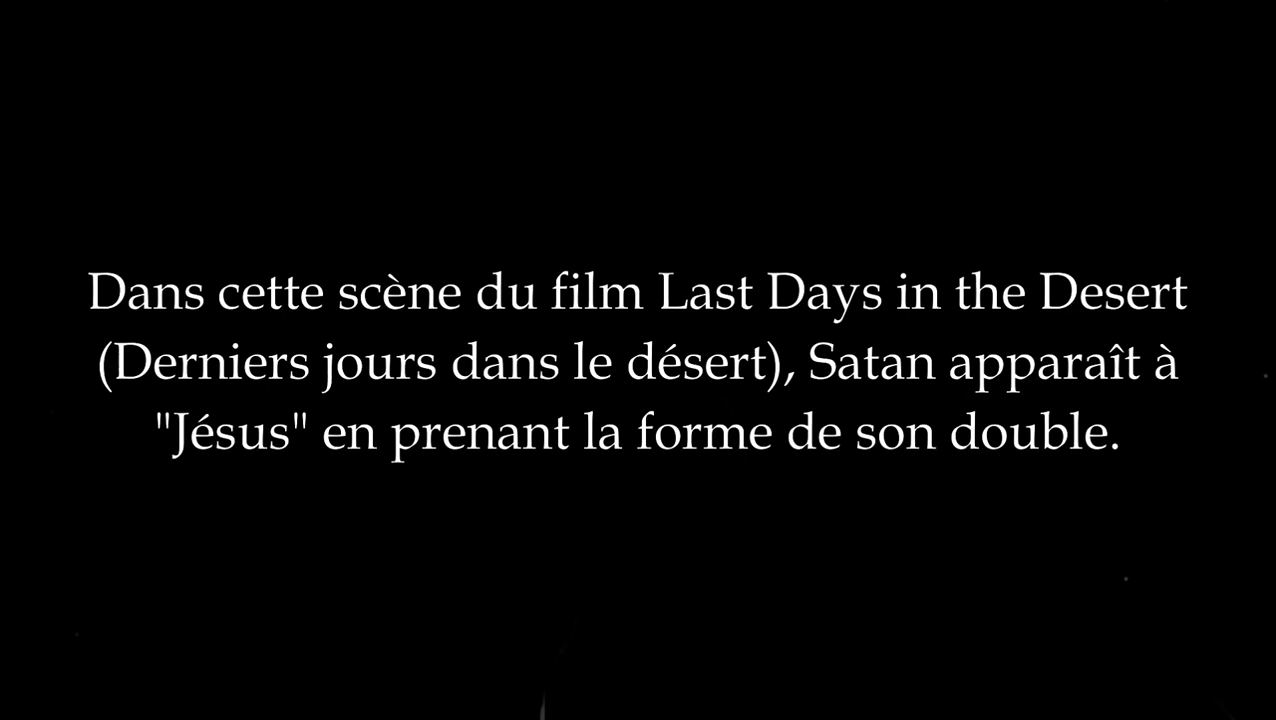 Dans cette scène du film Last Days in the Desert
(Derniers jours dans le désert), Satan apparaît à
"Jésus" en prenant la forme de son double.